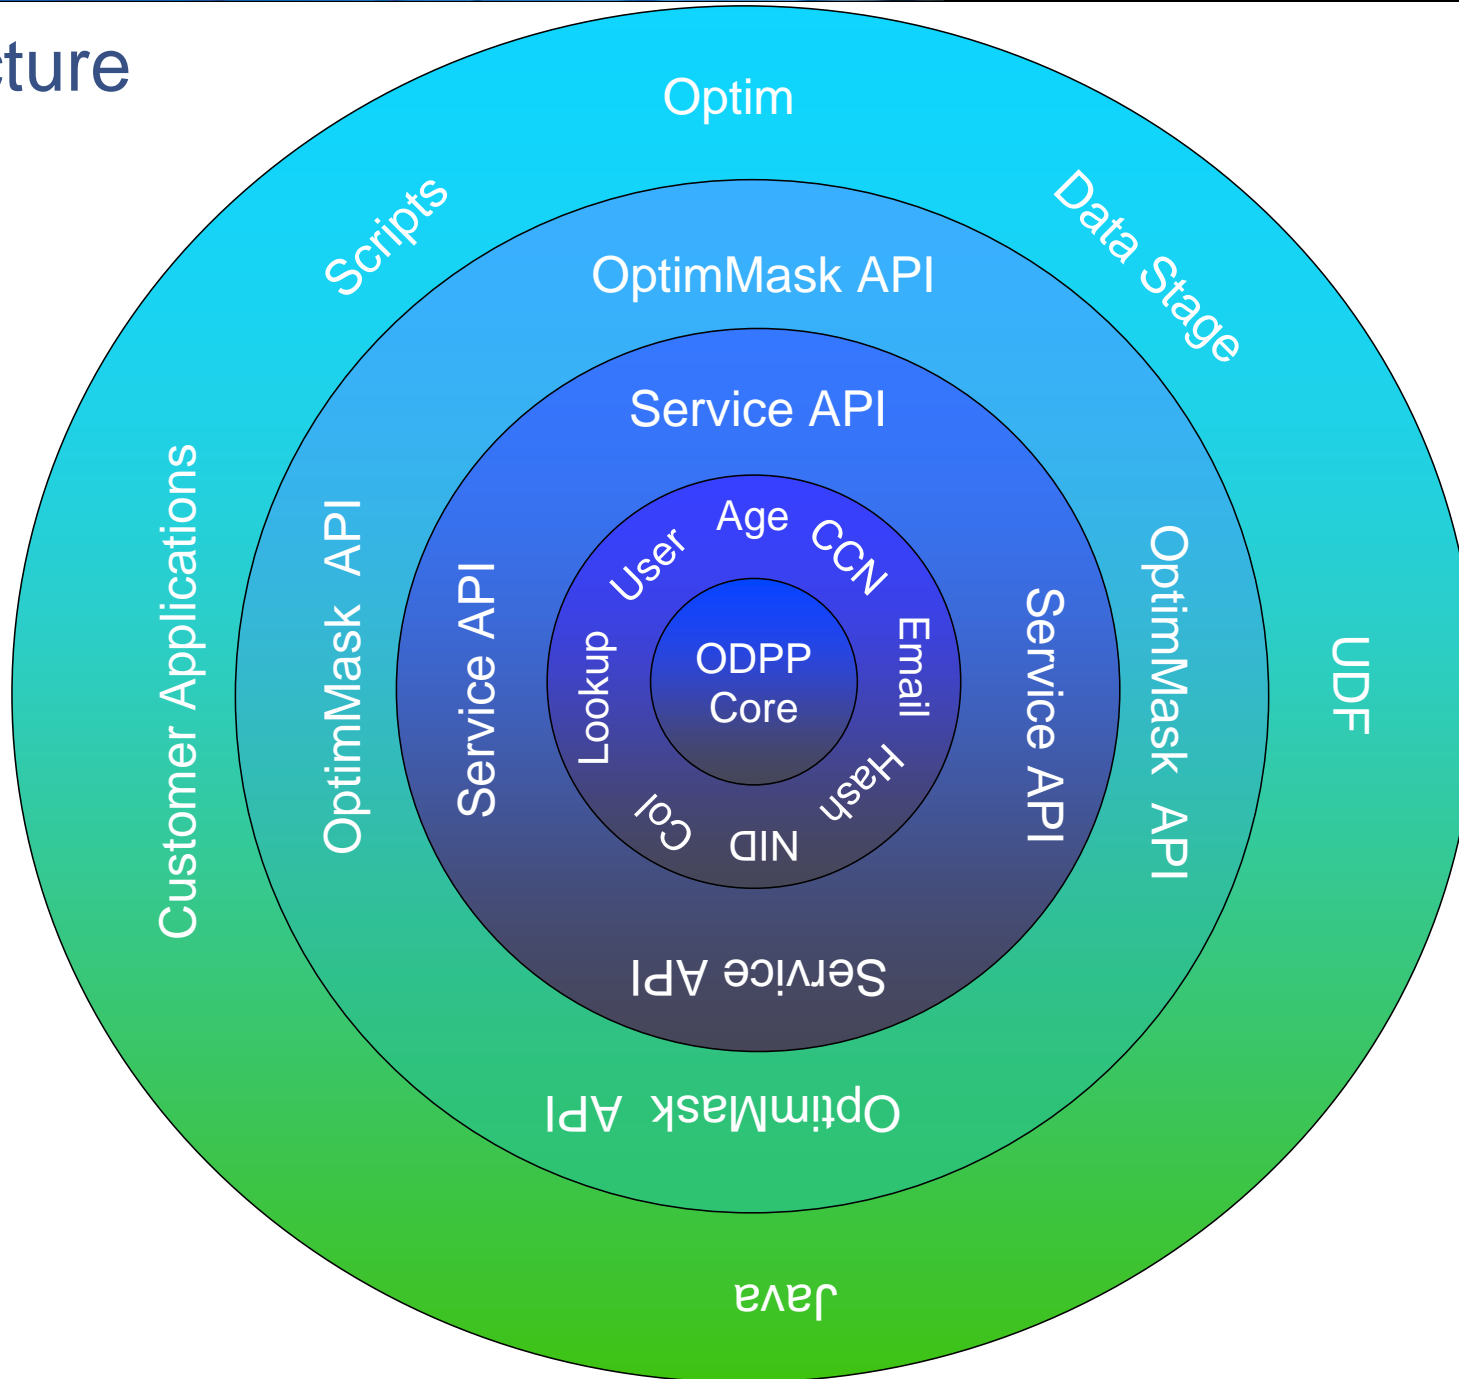 cture
Optim
Scripts
Data Stage
OptimMask API
Service API
Age
User
CCN
Customer Applications
OptimMask API
Service API
Lookup
ODPP
Core
Email
Service API
OptimMask API
UDF
Hash
Col
NID
Service API
OptimMask API
Java